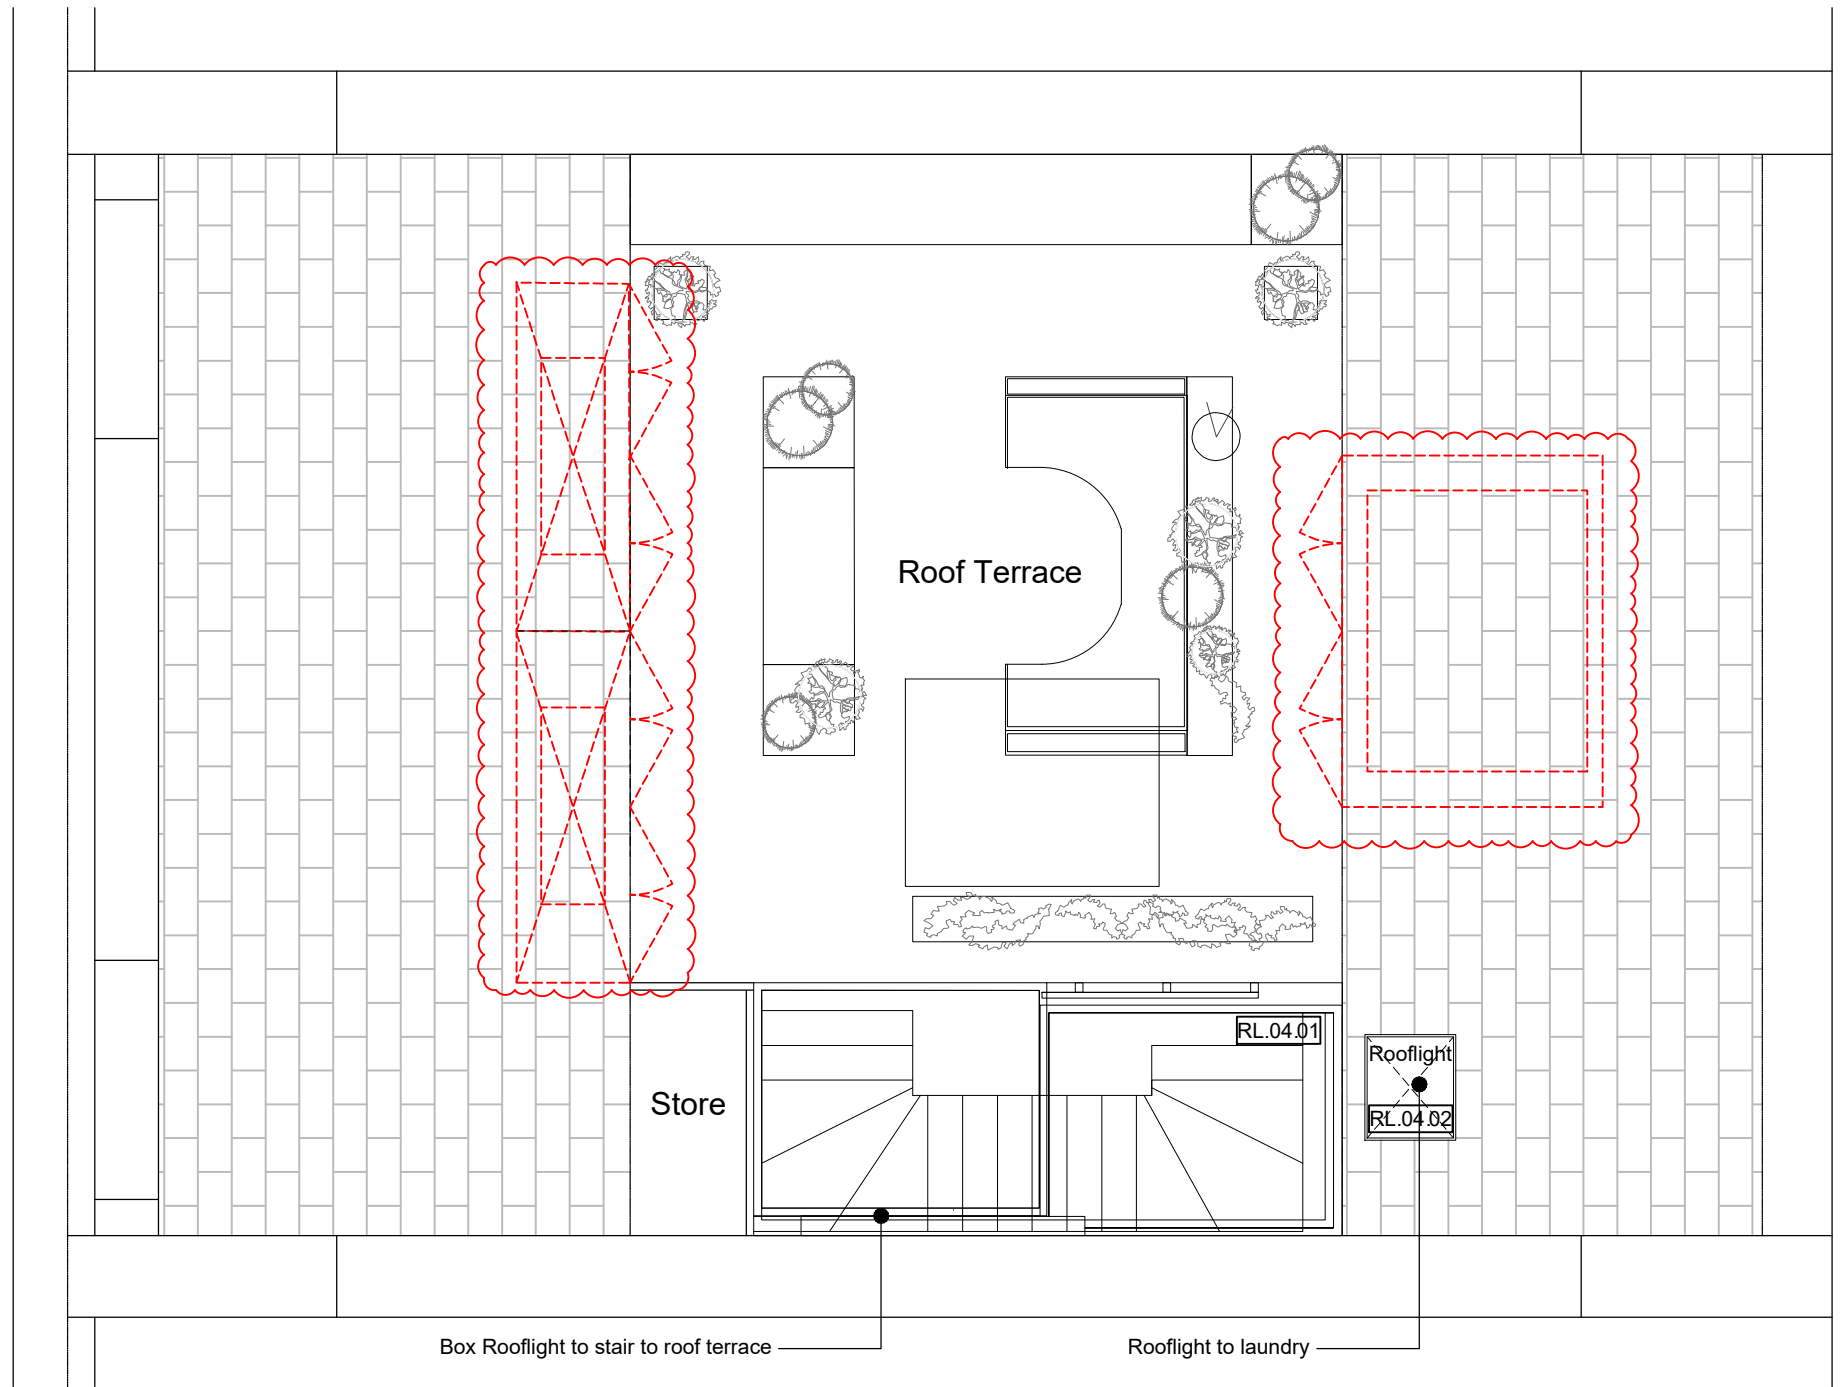 Roof Terrace
RL.04.01
Rooflight
Store
RL.04.02
Box Rooflight to stair to roof terrace
Rooflight to laundry